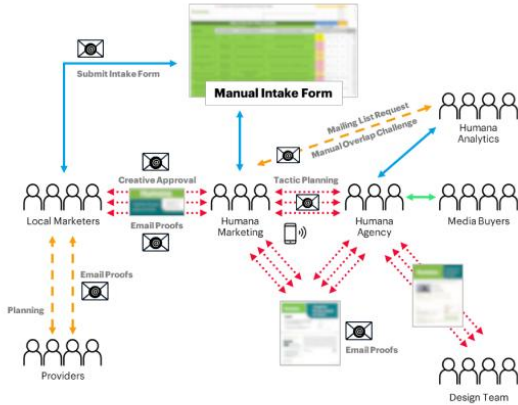 Submit Intake Form
Manual Intake Form
Mailing List Request
Manual Overlap Challenge
Humana
Analytics
Creative Approval
Tactic Planning
Local Marketers
Email Proofs
Humana
Marketing
Humana
Agency
Media Buyers
Planning
Email Proofs
Email Proofs
Providers
Design Team